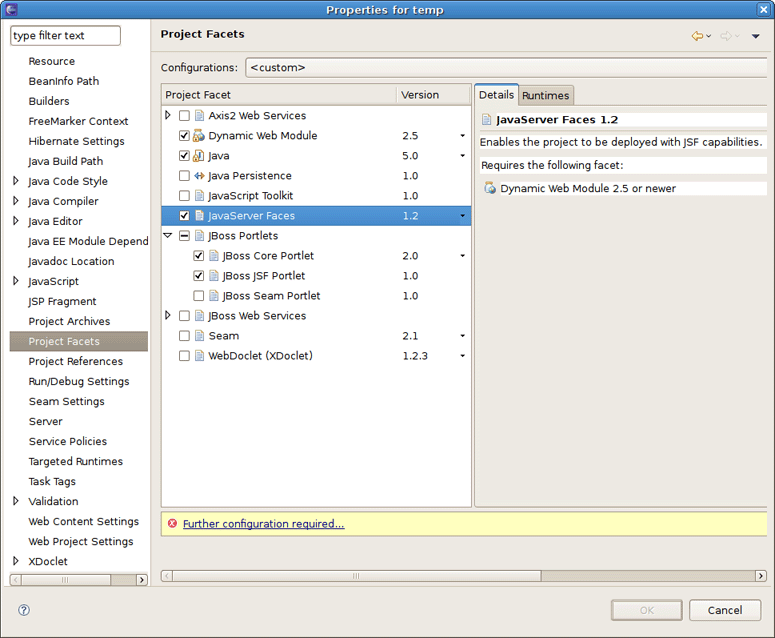 Properties for temp
type filter text
Resource
BeanInfo Path
Builders
FreeMarker Context
Hibernate Settings
Java Build Path
Java Code Style
Java Compiler
Java Editor
Java EE Module Depend
Javadoc Location
JavaScript
JSP Fragment
Project Archives
Project Facets
Project References
Run/Debug Settings
Seam Settings
Server
Service Policies
Targeted Runtimes
Task Tags
Validation
Web Content Settings
Web Project Settings
XDoclet
Project Facets
Configurations: <custom>
Project Facet Version
Axis2 Web Services
Dynamic Web Module 2.5
Java 5.0
Java Persistence 1.0
JavaScript Toolkit 1.0
JavaServer Faces 1.2
JBoss Portlets
JBoss Core Portlet 2.0
JBoss JSF Portlet 1.0
JBoss Seam Portlet 1.0
JBoss Web Services
Seam 2.1
WebDoclet (XDoclet) 1.2.3
Details Runtimes
JavaServer Faces 1.2
Enables the project to be deployed with JSF capabilities.
Requires the following facet:
Dynamic Web Module 2.5 or newer
Further configuration required...
OK Cancel